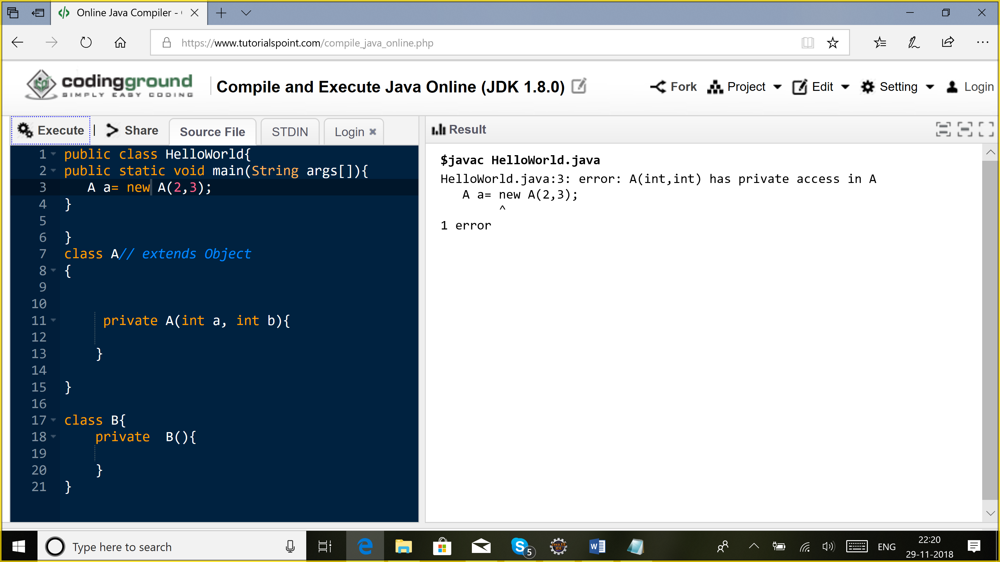 Online Java Compiler -
https://www.tutorialspoint.com/compile_java_online.php
codingground
SIMPLY EASY CODING
Compile and Execute Java Online (JDK 1.8.0)
Fork Project Edit Setting Login
Execute | Share Source File STDIN Login
Result
1 public class HelloWorld{
2 public static void main(String args[]){
3 A a= new A(2,3);
4 }
5
6 }
7 class A// extends Object
8 {
9
10
11 private A(int a, int b){
12
13 }
14
15 }
16
17 class B{
18 private  B(){
19
20 }
21 }
$javac HelloWorld.java
HelloWorld.java:3: error: A(int,int) has private access in A
A a= new A(2,3);
^
1 error
Type here to search
S 5
Java EE
IDE
W
ENG
22:20
29-11-2018